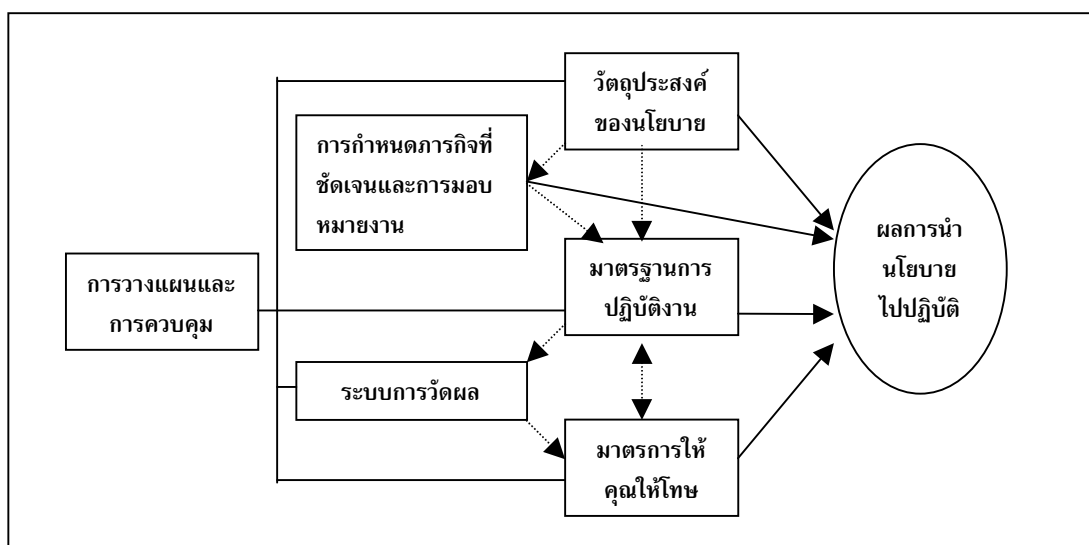 วัตถุประสงค์
ของนโยบาย
การกำหนดภารกิจที่
ชัดเจนและการมอบ
หมายงาน
ผลการนำ
นโยบาย
ไปปฏิบัติ
มาตรฐานการ
ปฏิบัติงาน
การวางแผนและ
การควบคุม
ระบบการวัดผล
มาตรการให้
คุณให้โทษ